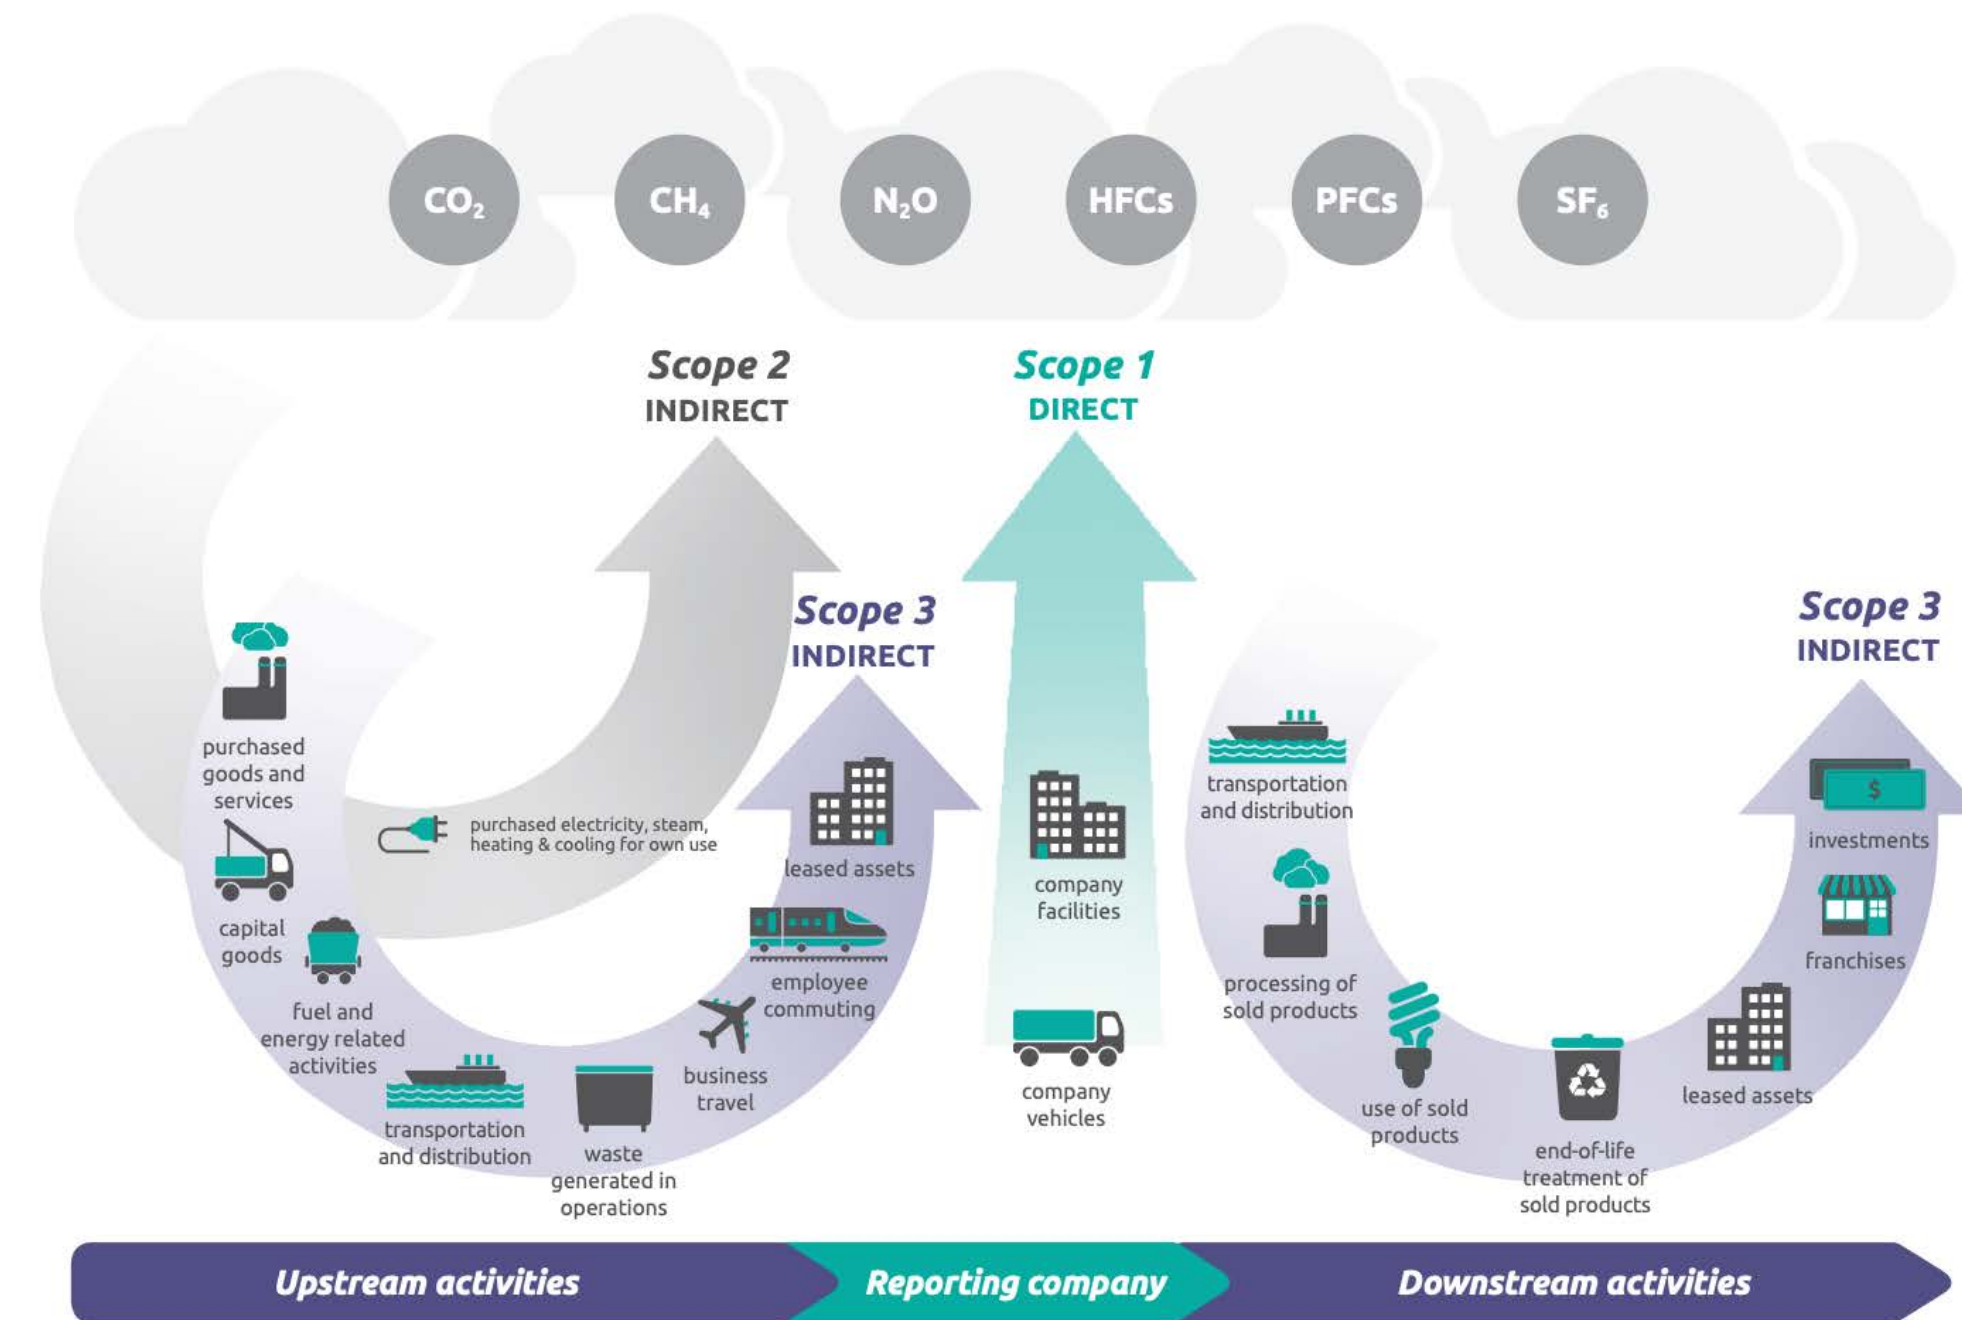 CO₂
CH₄
N₂O
HFCs
PFCs
SF₆
Scope 2
INDIRECT
Scope 1
DIRECT
Scope 3
INDIRECT
Scope 3
INDIRECT
purchased
goods and
services
capital
goods
fuel and
energy related
activities
transportation
and distribution
waste
generated in
operations
business
travel
employee
commuting
leased assets
purchased electricity, steam,
heating & cooling for own use
company
facilities
company
vehicles
transportation
and distribution
processing of
sold products
use of sold
products
end-of-life
treatment of
sold products
leased assets
franchises
$
investments
Upstream activities
Reporting company
Downstream activities